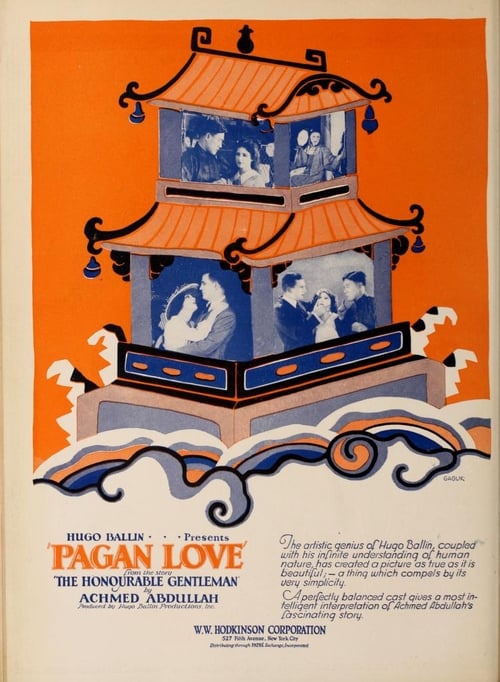 GAOUK;
HUGO BALLIN · · · Presents
'PAGAN LOVE'
from the story
'THE HONOURABLE GENTLEMAN'
by
ACHMED ABDULLAH
Produced by Hugo Ballin Productions, Inc.
The artistic genius of Hugo Ballin, coupled
with his infinite understanding of human
nature, has created a picture as true as it is
beautiful; – a thing which compels by its
very simplicity.
A perfectly balanced cast gives a most in-
telligent interpretation of Achmed Abdullah's
fascinating story.
W.W. HODKINSON CORPORATION
527 Fifth Avenue, New York City
Distributing through PATHÉ Exchange, Incorporated